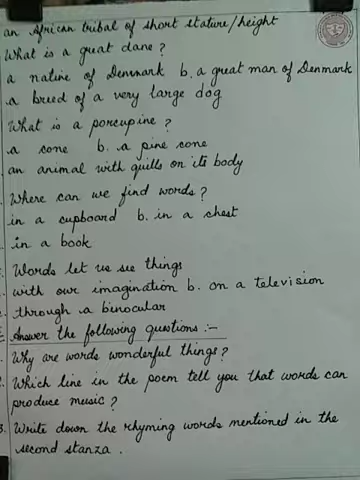 an African tribal of short stature/height
What is a great dane?
a native of Denmark b. a great man of Denmark
a breed of a very large dog
What is a porcupine?
a cone b. a pine cone
an animal with quills on its body
Where can we find words?
in a cupboard b. in a chest
in a book
Words let us see things
with our imagination b. on a television
through a binocular
Answer the following questions :-
Why are words wonderful things?
Which line in the poem tell you that words can
produce music?
3. Write down the rhyming words mentioned in the
second stanza.